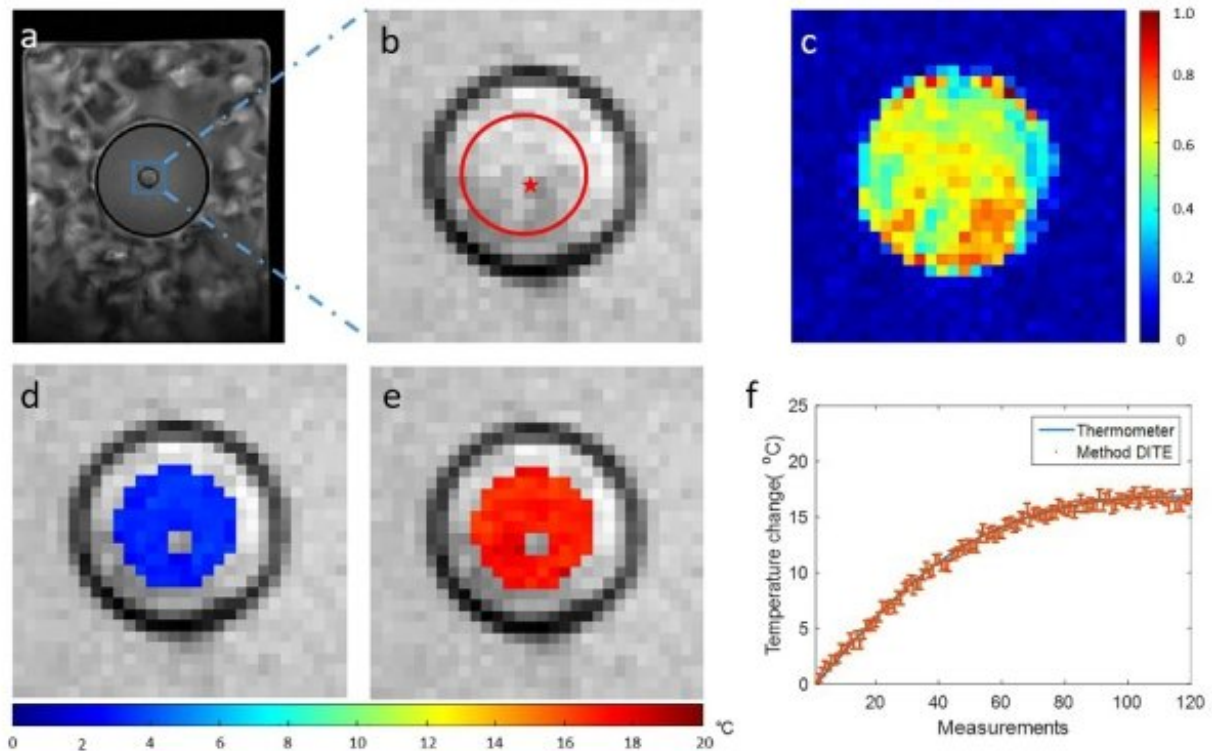 a
b
c
1.0
0.8
0.6
0.4
0.2
0
d
e
f
25
20
15
10
5
0
Temperature change( ⁰C)
Thermometer
Method DITE
20 40 60 80 100 120
Measurements
0 2 4 6 8 10 12 14 16 18 20 ℃